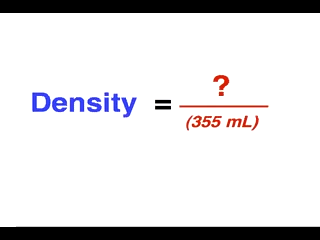 Density = ?
(355 mL)